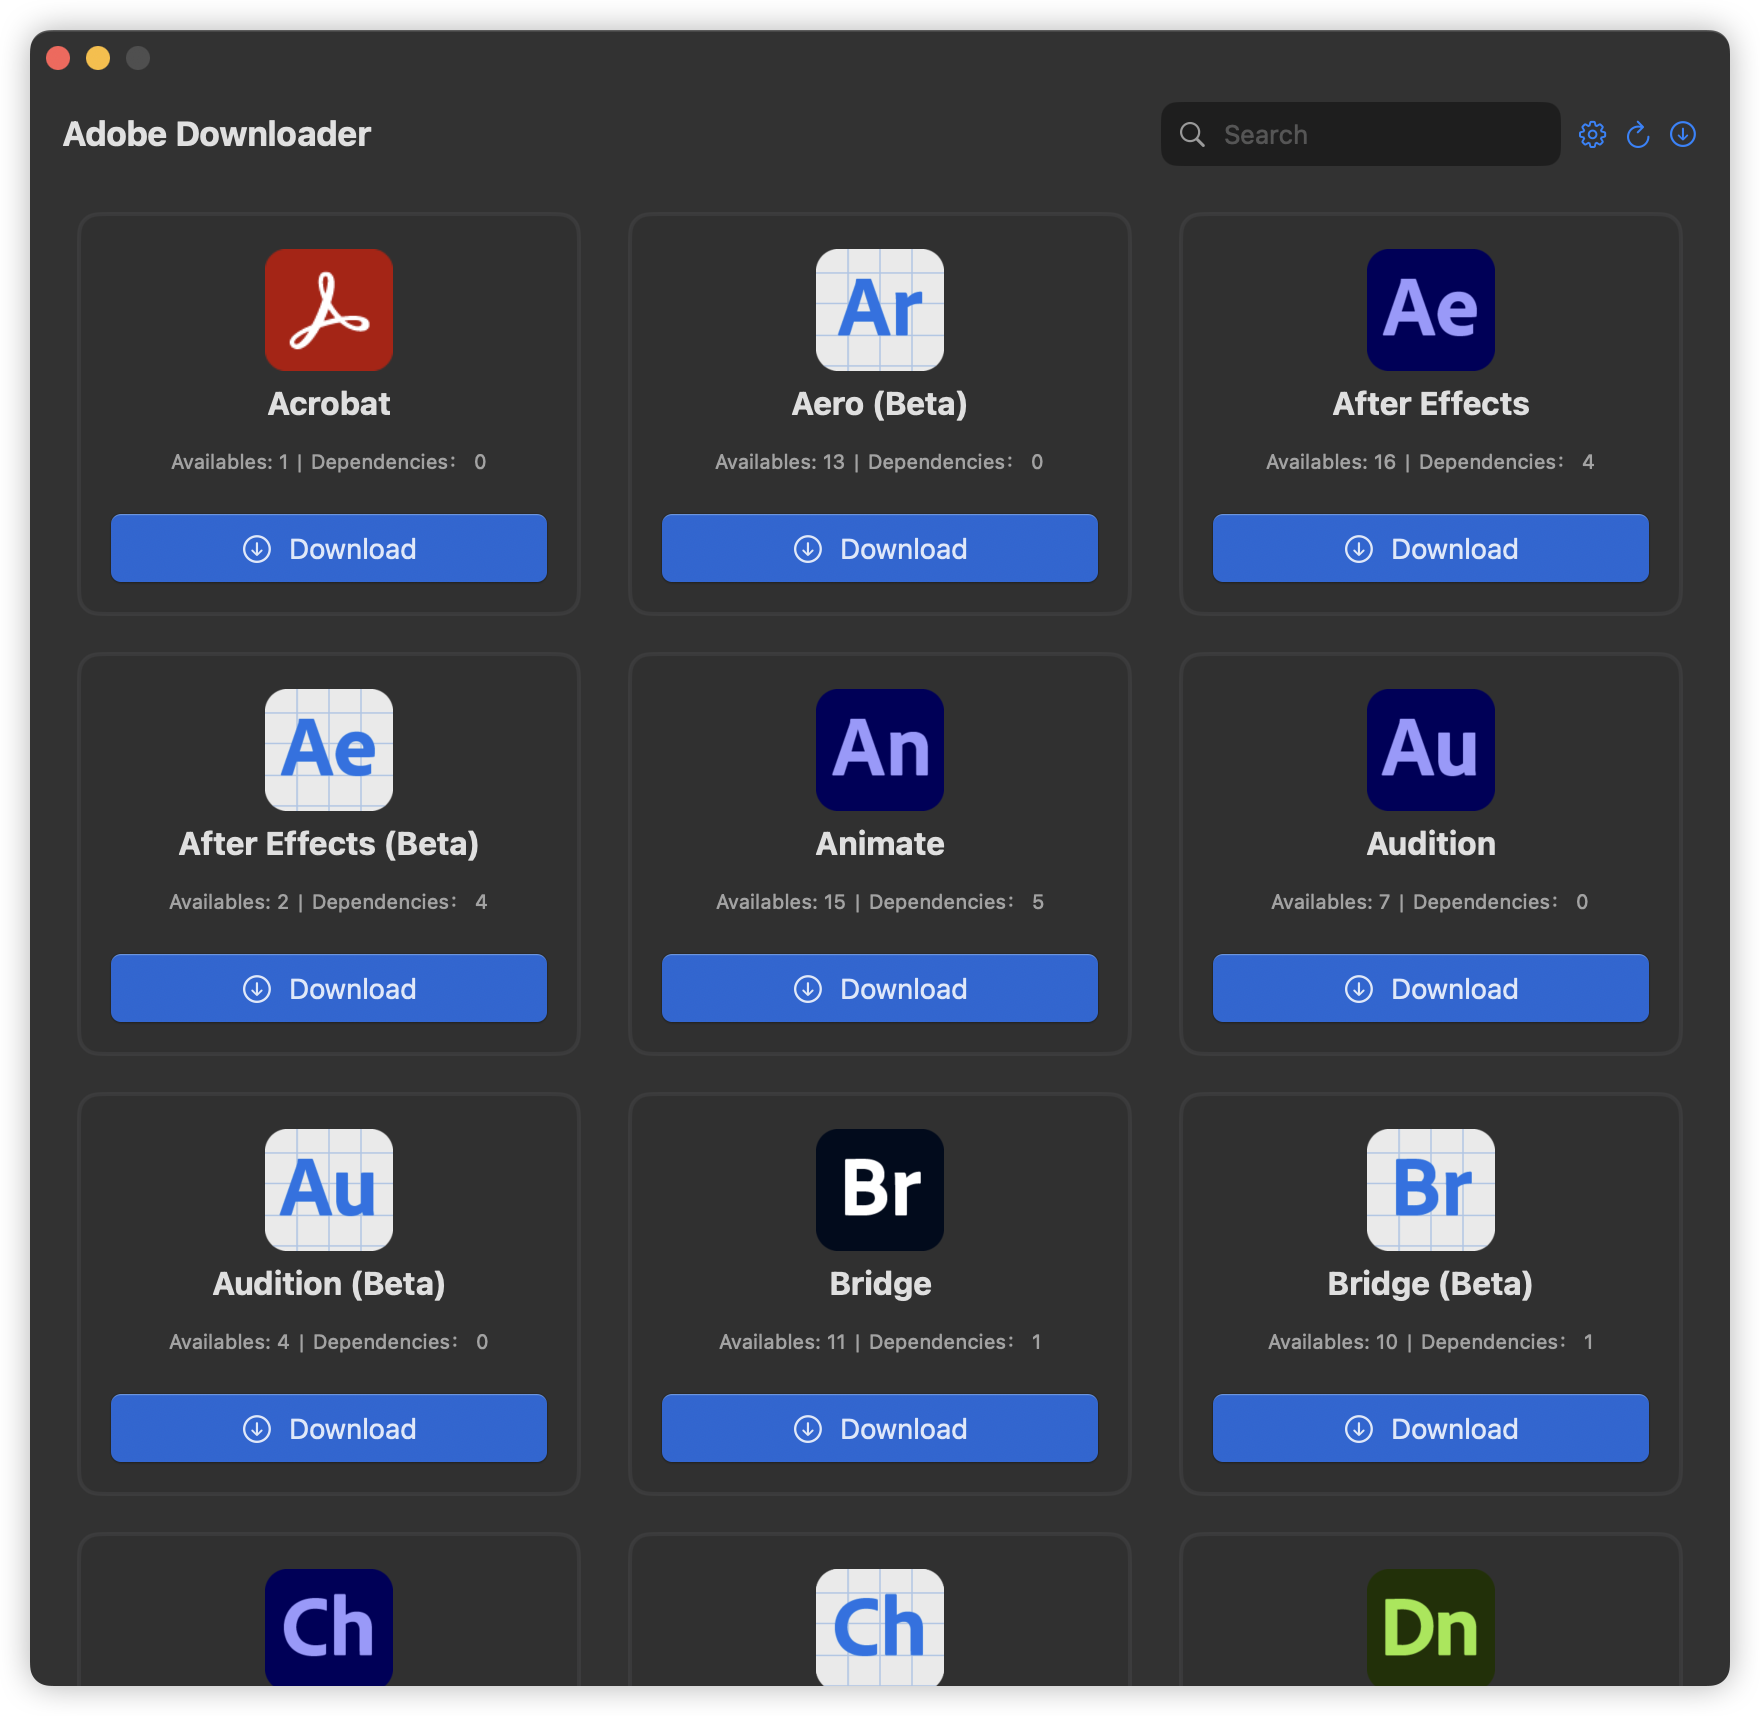 Adobe Downloader
Search
Ar
Ae
Acrobat
Aero (Beta)
After Effects
Availables: 1 | Dependencies: 0
Availables: 13 | Dependencies: 0
Availables: 16 | Dependencies: 4
Download
Download
Download
Ae
An
Au
After Effects (Beta)
Animate
Audition
Availables: 2 | Dependencies: 4
Availables: 15 | Dependencies: 5
Availables: 7 | Dependencies: 0
Download
Download
Download
Au
Br
Br
Audition (Beta)
Bridge
Bridge (Beta)
Availables: 4 | Dependencies: 0
Availables: 11 | Dependencies: 1
Availables: 10 | Dependencies: 1
Download
Download
Download
Ch
Ch
Dn